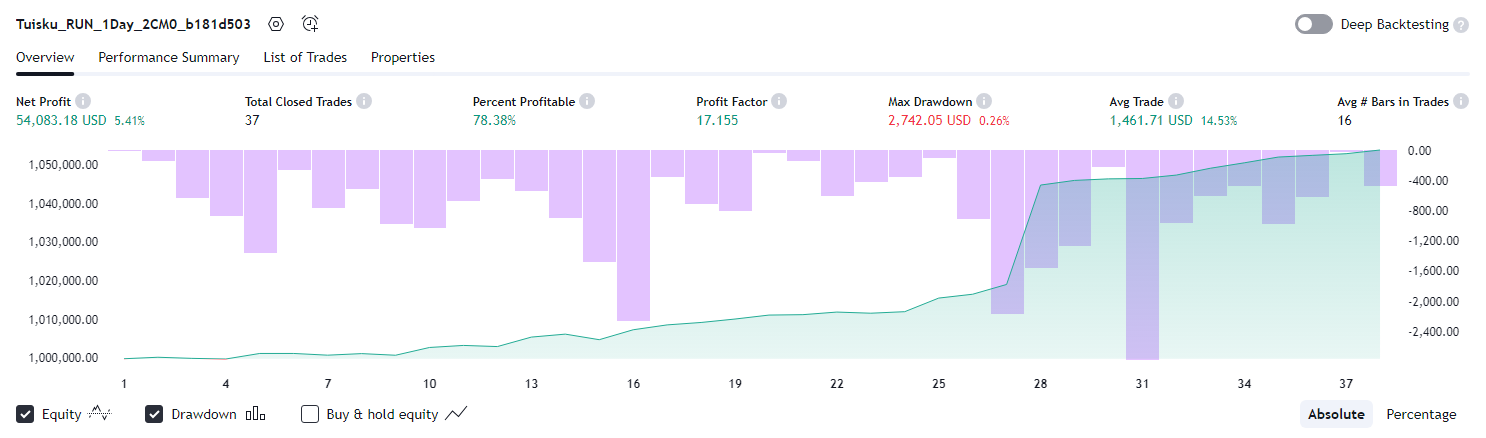 Tuisku_RUN_1Day_2CM0_b181d503 Deep Backtesting ?
Overview Performance Summary List of Trades Properties
Net Profit i Total Closed Trades i Percent Profitable i Profit Factor i Max Drawdown i Avg Trade i Avg # Bars in Trades i
54,083.18 USD 5.41% 37 78.38% 17.155 2,742.05 USD 0.26% 1,461.71 USD 14.53% 16
1,050,000.00 0.00
1,040,000.00 -400.00
1,030,000.00 -800.00
1,020,000.00 -1,200.00
1,010,000.00 -1,600.00
1,000,000.00 -2,000.00
-2,400.00
1 4 7 10 13 16 19 22 25 28 31 34 37
Equity Drawdown Buy & hold equity Absolute Percentage